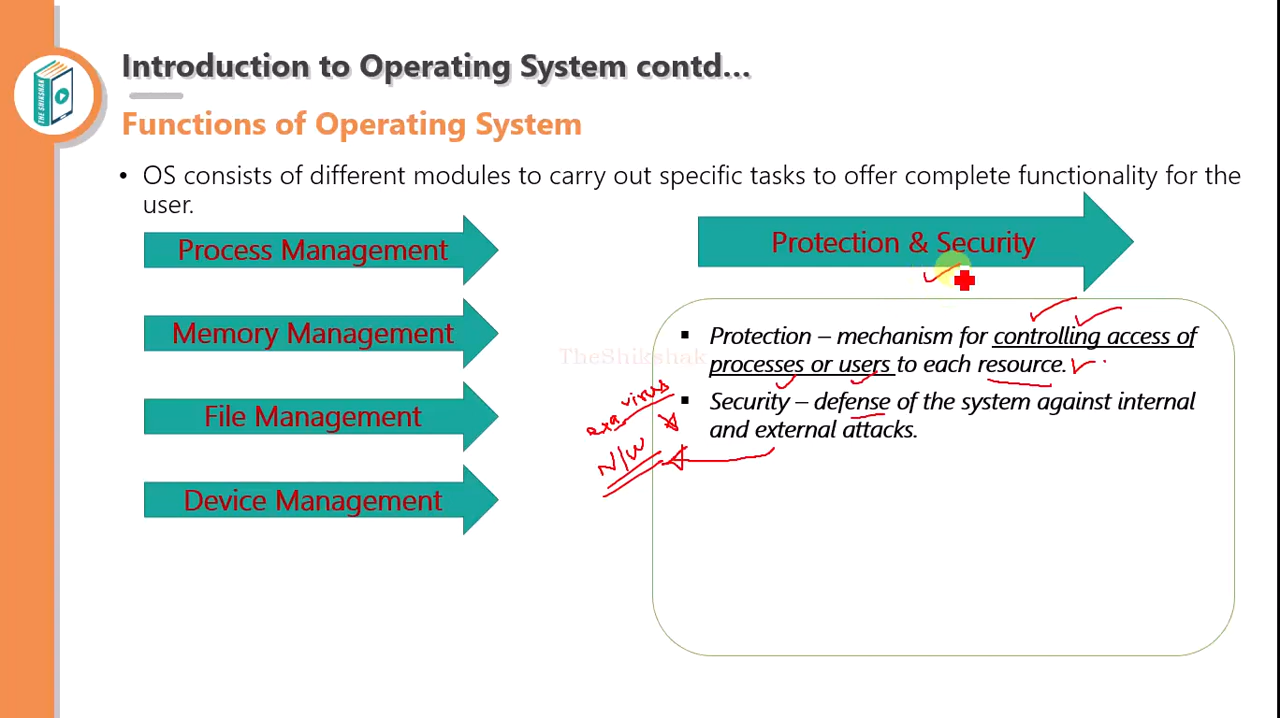 Introduction to Operating System contd...
Functions of Operating System
• OS consists of different modules to carry out specific tasks to offer complete functionality for the
user.
Process Management
Memory Management
File Management
Device Management
Protection & Security
▪ Protection – mechanism for controlling access of
processes or users to each resource.
▪ Security – defense of the system against internal
and external attacks.
virus
N/W
TheShikshak
THE SHIKSHAK